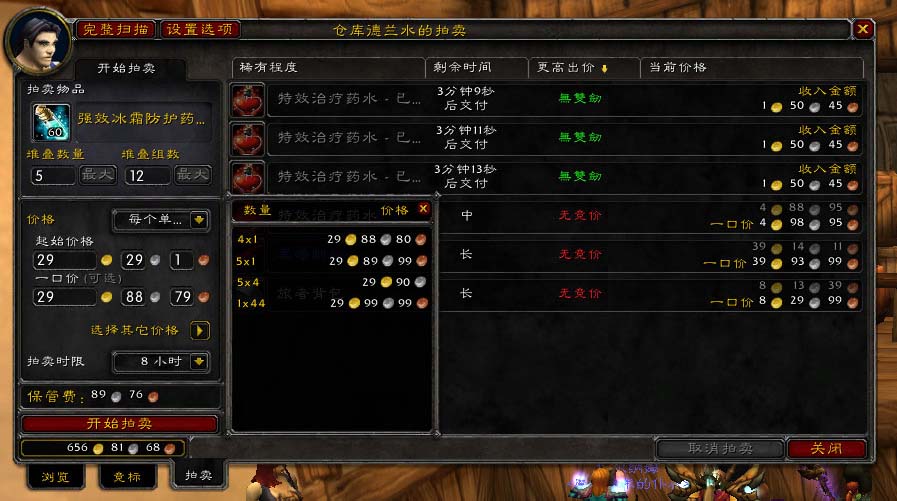 完整扫描 设置选项 仓库德兰水的拍卖
开始拍卖
稀有程度 剩余时间 更高出价 当前价格
拍卖物品
60
强效冰霜防护药...
堆叠数量 堆叠组数
5 最大 12 最大
价格 每个单...
起始价格
29 29 1
一口价 (可选)
29 88 79
选择其它价格
拍卖时限 8 小时
保管费: 89 76
开始拍卖
656 81 68
浏览 竞标 拍卖
特效治疗药水 - 已... 3分钟9秒后交付 無雙劬 收入金额
1 50 45
特效治疗药水 - 已... 3分钟11秒后交付 無雙劬 收入金额
1 50 45
特效治疗药水 - 已... 3分钟13秒后交付 無雙劬 收入金额
1 50 45
中 无竞价 4 88 95
一口价 4 98 95
长 无竞价 39 14 11
一口价 39 93 99
旅者背包 长 无竞价 8 13 39
一口价 8 29 99
数量 价格
4x1 29 88 80
5x1 29 89 99
5x4 29 90
1x44 29 99 99
取消拍卖 关闭